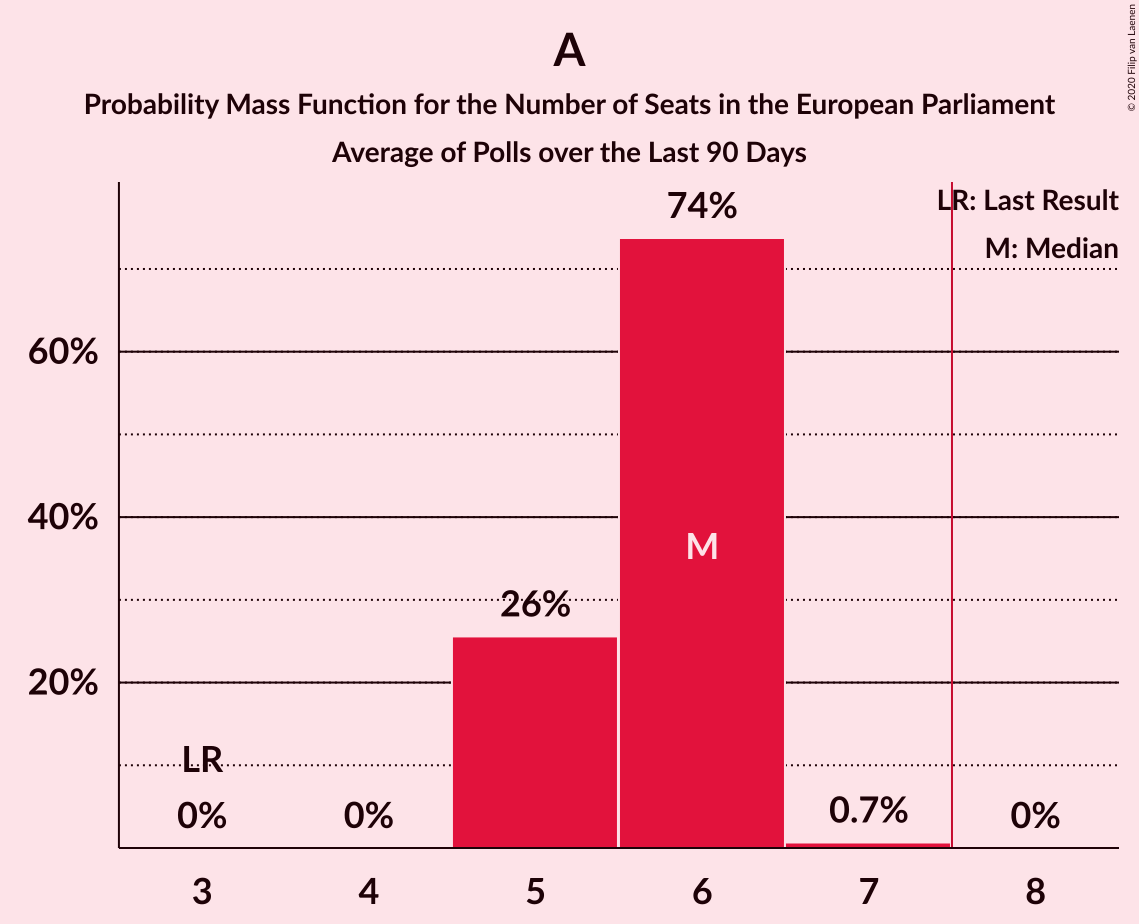 A
Probability Mass Function for the Number of Seats in the European Parliament
Average of Polls over the Last 90 Days
© 2020 Filip van Laenen
LR: Last Result
M: Median
74%
60%
40%
M
26%
20%
LR
0%
0%
0.7%
0%
3 4 5 6 7 8